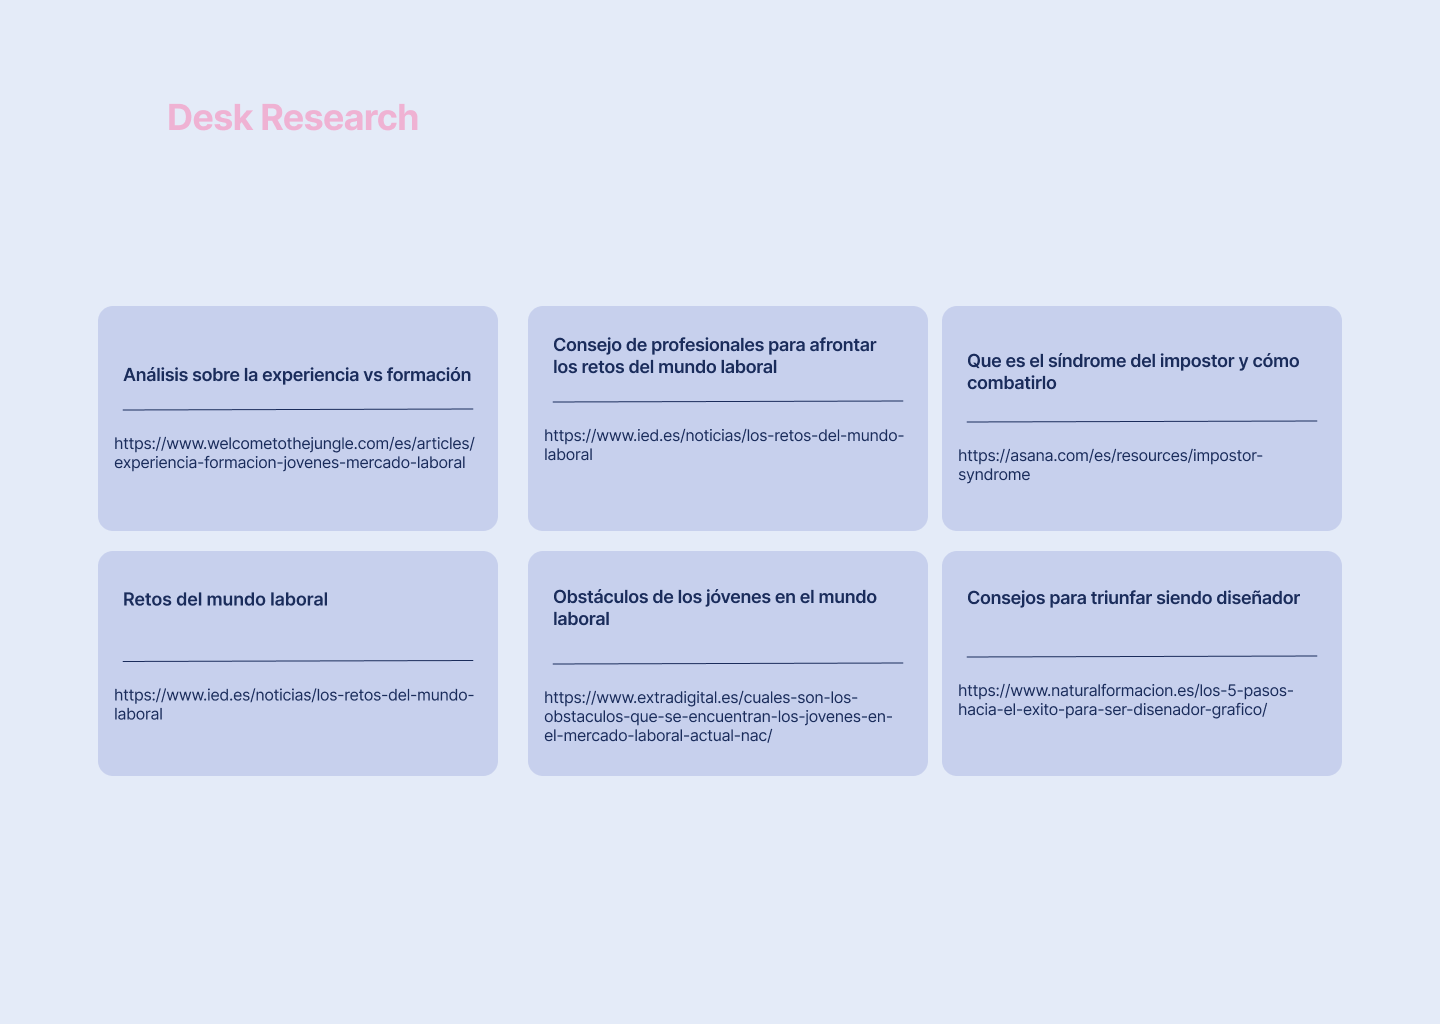 Desk Research
Análisis sobre la experiencia vs formación
https://www.welcometothejungle.com/es/articles/
experiencia-formacion-jovenes-mercado-laboral
Consejo de profesionales para afrontar
los retos del mundo laboral
https://www.ied.es/noticias/los-retos-del-mundo-
laboral
Que es el síndrome del impostor y cómo
combatirlo
https://asana.com/es/resources/impostor-
syndrome
Retos del mundo laboral
https://www.ied.es/noticias/los-retos-del-mundo-
laboral
Obstáculos de los jóvenes en el mundo
laboral
https://www.extradigital.es/cuales-son-los-
obstaculos-que-se-encuentran-los-jovenes-en-
el-mercado-laboral-actual-nac/
Consejos para triunfar siendo diseñador
https://www.naturalformacion.es/los-5-pasos-
hacia-el-exito-para-ser-disenador-grafico/